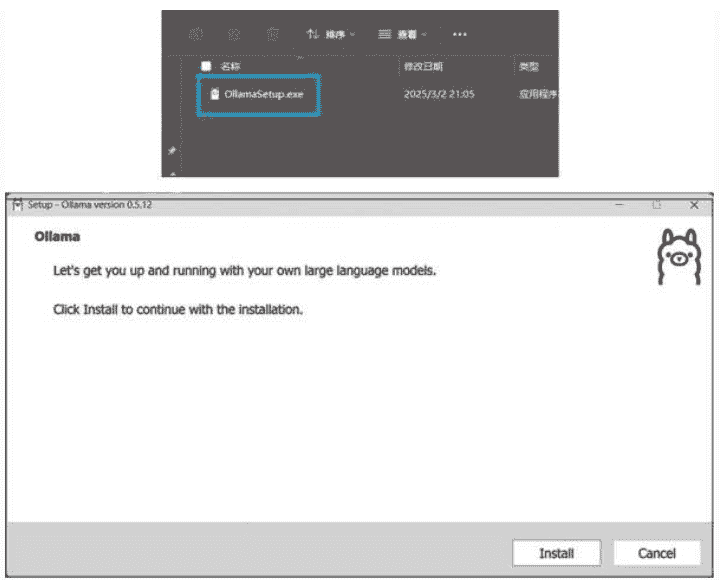 排序 查看 ...
名称 修改日期 类型
OllamaSetup.exe 2025/3/2 21:05 应用程序
Setup - Ollama version 0.5.12
Ollama
Let's get you up and running with your own large language models.
Click Install to continue with the installation.
Install Cancel